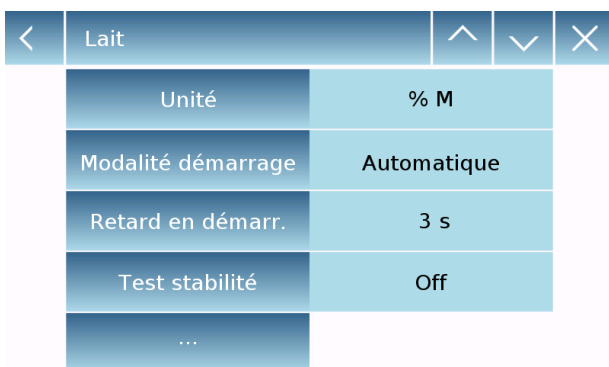 Lait
Unité % M
Modalité démarrage Automatique
Retard en démarr. 3 s
Test stabilité Off
...